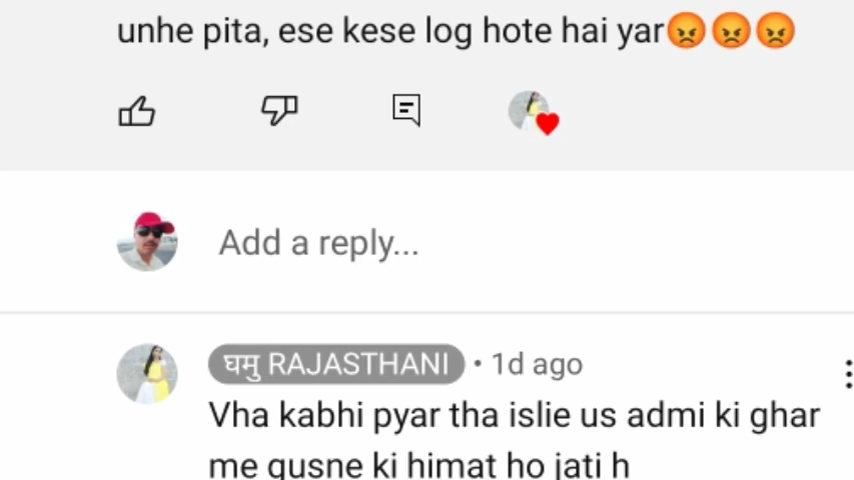 unhe pita, ese kese log hote hai yar😡😡😡
Add a reply...
घमु RAJASTHANI • 1d ago
Vha kabhi pyar tha islie us admi ki ghar
me gusne ki himat ho jati h